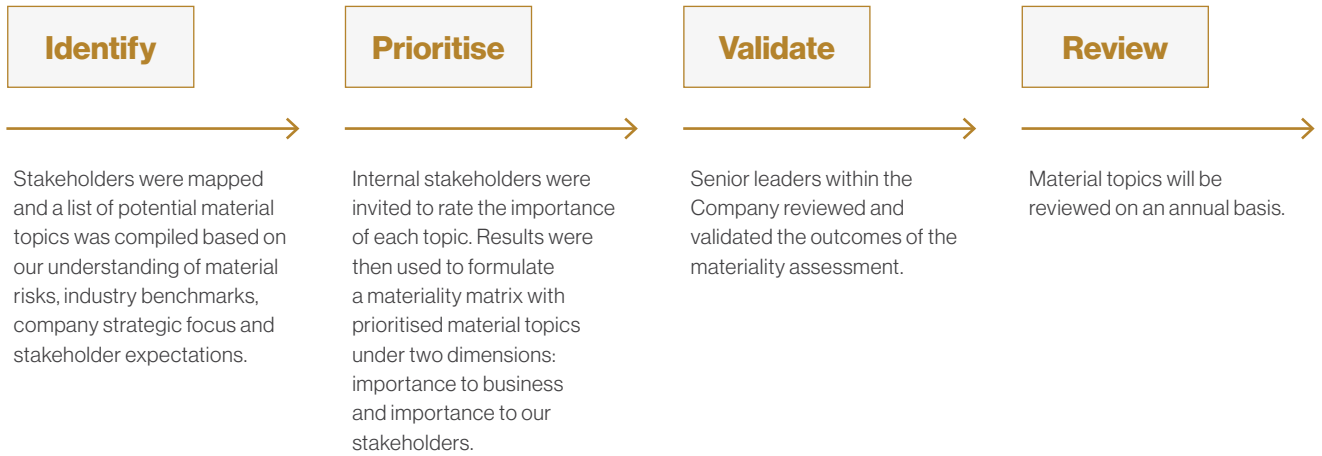 Identify
Stakeholders were mapped
and a list of potential material
topics was compiled based on
our understanding of material
risks, industry benchmarks,
company strategic focus and
stakeholder expectations.
Prioritise
Internal stakeholders were
invited to rate the importance
of each topic. Results were
then used to formulate
a materiality matrix with
prioritised material topics
under two dimensions:
importance to business
and importance to our
stakeholders.
Validate
Senior leaders within the
Company reviewed and
validated the outcomes of the
materiality assessment.
Review
Material topics will be
reviewed on an annual basis.